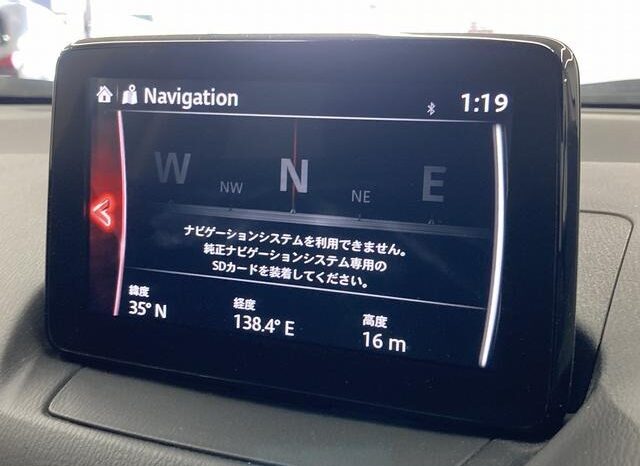 Navigation
1:19
W NW N NE E
ナビゲーションシステムを利用できません。
純正ナビゲーションシステム専用の
SDカードを装着してください。
緯度 経度 高度
35° N 138.4° E 16 m